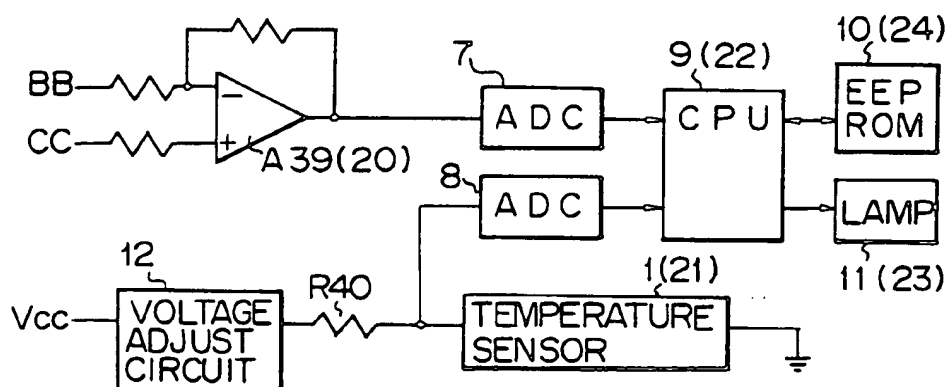 BB
CC
A39(20)
7
ADC
8
ADC
9(22)
CPU
10(24)
EEP
ROM
LAMP
11(23)
12
Vcc
VOLTAGE
ADJUST
CIRCUIT
R40
1(21)
TEMPERATURE
SENSOR